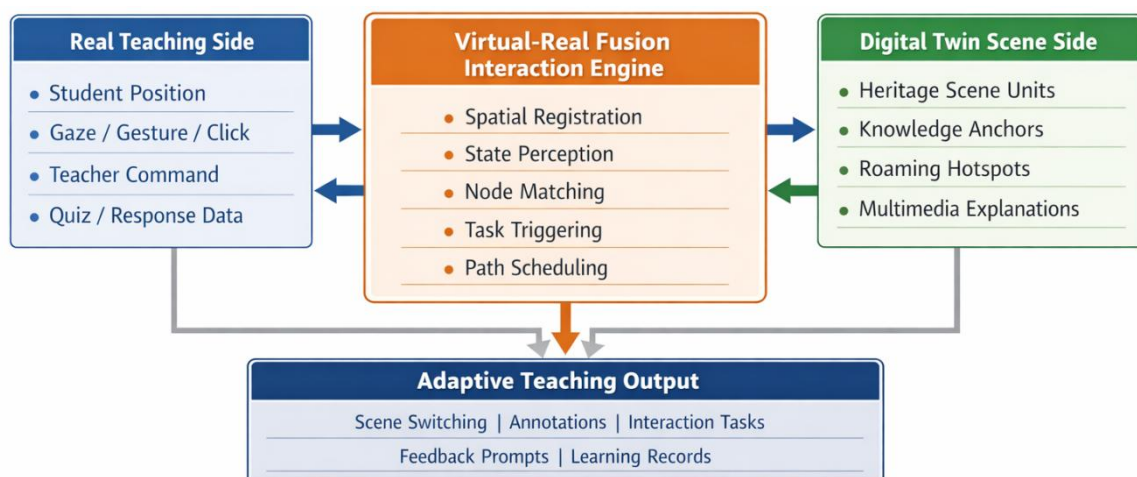 Real Teaching Side
• Student Position
• Gaze / Gesture / Click
• Teacher Command
• Quiz / Response Data
Virtual-Real Fusion
Interaction Engine
• Spatial Registration
• State Perception
• Node Matching
• Task Triggering
• Path Scheduling
Digital Twin Scene Side
• Heritage Scene Units
• Knowledge Anchors
• Roaming Hotspots
• Multimedia Explanations
Adaptive Teaching Output
Scene Switching | Annotations | Interaction Tasks
Feedback Prompts | Learning Records